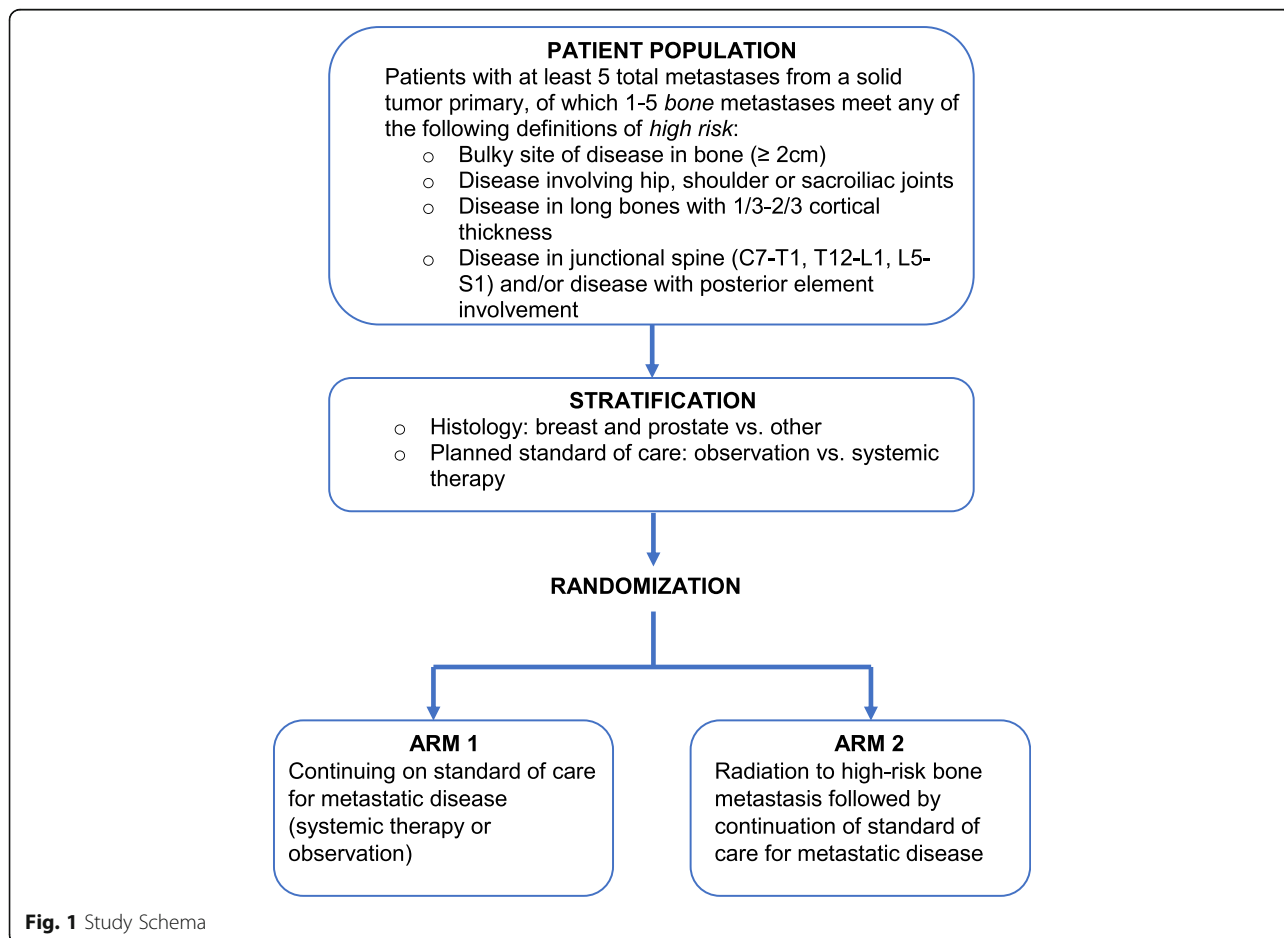 PATIENT POPULATION
Patients with at least 5 total metastases from a solid
tumor primary, of which 1-5 bone metastases meet any of
the following definitions of high risk:
o Bulky site of disease in bone (≥ 2cm)
o Disease involving hip, shoulder or sacroiliac joints
o Disease in long bones with 1/3-2/3 cortical
thickness
o Disease in junctional spine (C7-T1, T12-L1, L5-
S1) and/or disease with posterior element
involvement
STRATIFICATION
o Histology: breast and prostate vs. other
o Planned standard of care: observation vs. systemic
therapy
RANDOMIZATION
ARM 1
Continuing on standard of care
for metastatic disease
(systemic therapy or
observation)
ARM 2
Radiation to high-risk bone
metastasis followed by
continuation of standard of
care for metastatic disease
Fig. 1 Study Schema